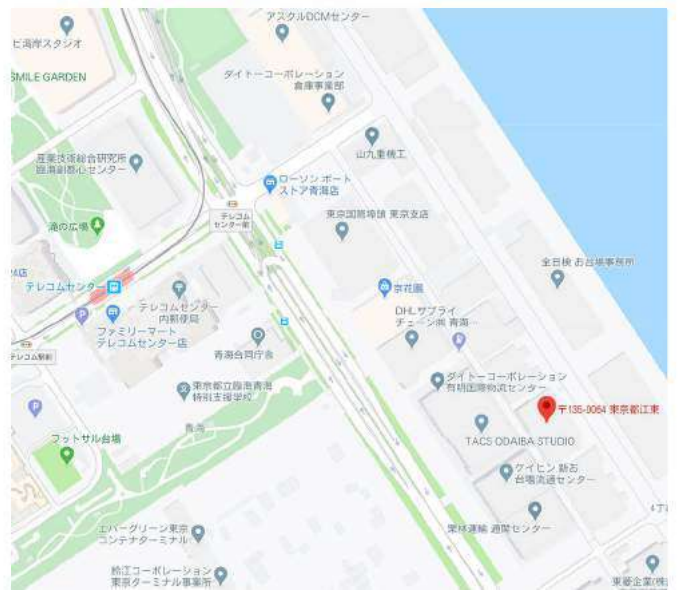 アスクルDCMセンター
ビ湾岸スタジオ
SMILE GARDEN
ダイトーコーポレーション
倉庫事業部
山九重機工
産業技術総合研究所
臨海副都心センター
ローソン ポート
ストア青海店
テレコム
センター前
東京国際埠頭 東京支店
滝の広場
全日検 お台場事務所
テレコムセンター
京花園
テレコムセンター
内郵便局
DHLサプライ
チェーン㈱ 青海…
ファミリーマート
テレコムセンター店
テレコム駅前
青海合同庁舎
ダイトーコーポレーション
有明国際物流センター
東京都立臨海青海
特別支援学校
〒135-0064 東京都江東
青海
TACS ODAIBA STUDIO
フットサル台場
ケイヒン 新お
台場流通センター
栗林運輸 通関センター
エバーグリーン東京
コンテナターミナル
鈴江コーポレーション
東京ターミナル事業所
東菱企業(株